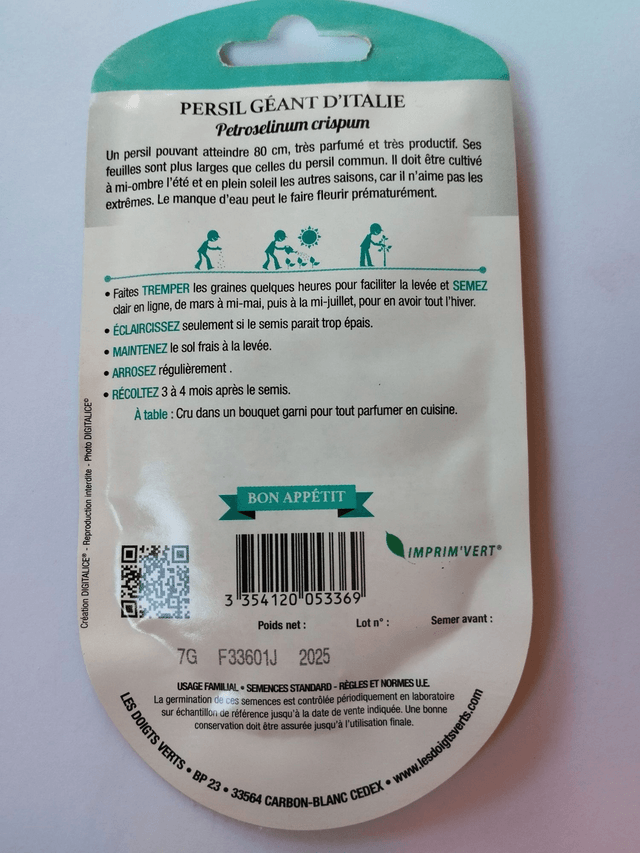 PERSIL GÉANT D'ITALIE
Petroselinum crispum
Un persil pouvant atteindre 80 cm, très parfumé et très productif. Ses
feuilles sont plus larges que celles du persil commun. Il doit être cultivé
à mi-ombre l'été et en plein soleil les autres saisons, car il n'aime pas les
extrêmes. Le manque d'eau peut le faire fleurir prématurément.
• Faites TREMPER les graines quelques heures pour faciliter la levée et SEMEZ
clair en ligne, de mars à mi-mai, puis à la mi-juillet, pour en avoir tout l'hiver.
• ÉCLAIRCISSEZ seulement si le semis parait trop épais.
• MAINTENEZ le sol frais à la levée.
• ARROSEZ régulièrement .
• RÉCOLTEZ 3 à 4 mois après le semis.
À table : Cru dans un bouquet garni pour tout parfumer en cuisine.
Création DIGITALICE® - Reproduction interdite - Photo DIGITALICE®
BON APPÉTIT
IMPRIM'VERT®
3 354120 053369
Poids net : Lot n° : Semer avant :
7G F33601J 2025
USAGE FAMILIAL • SEMENCES STANDARD - RÈGLES ET NORMES U.E.
La germination de ces semences est contrôlée périodiquement en laboratoire
sur échantillon de référence jusqu'à la date de vente indiquée. Une bonne
conservation doit être assurée jusqu'à l'utilisation finale.
LES DOIGTS VERTS • BP 23 • 33564 CARBON-BLANC CEDEX • www.lesdoigtsverts.com